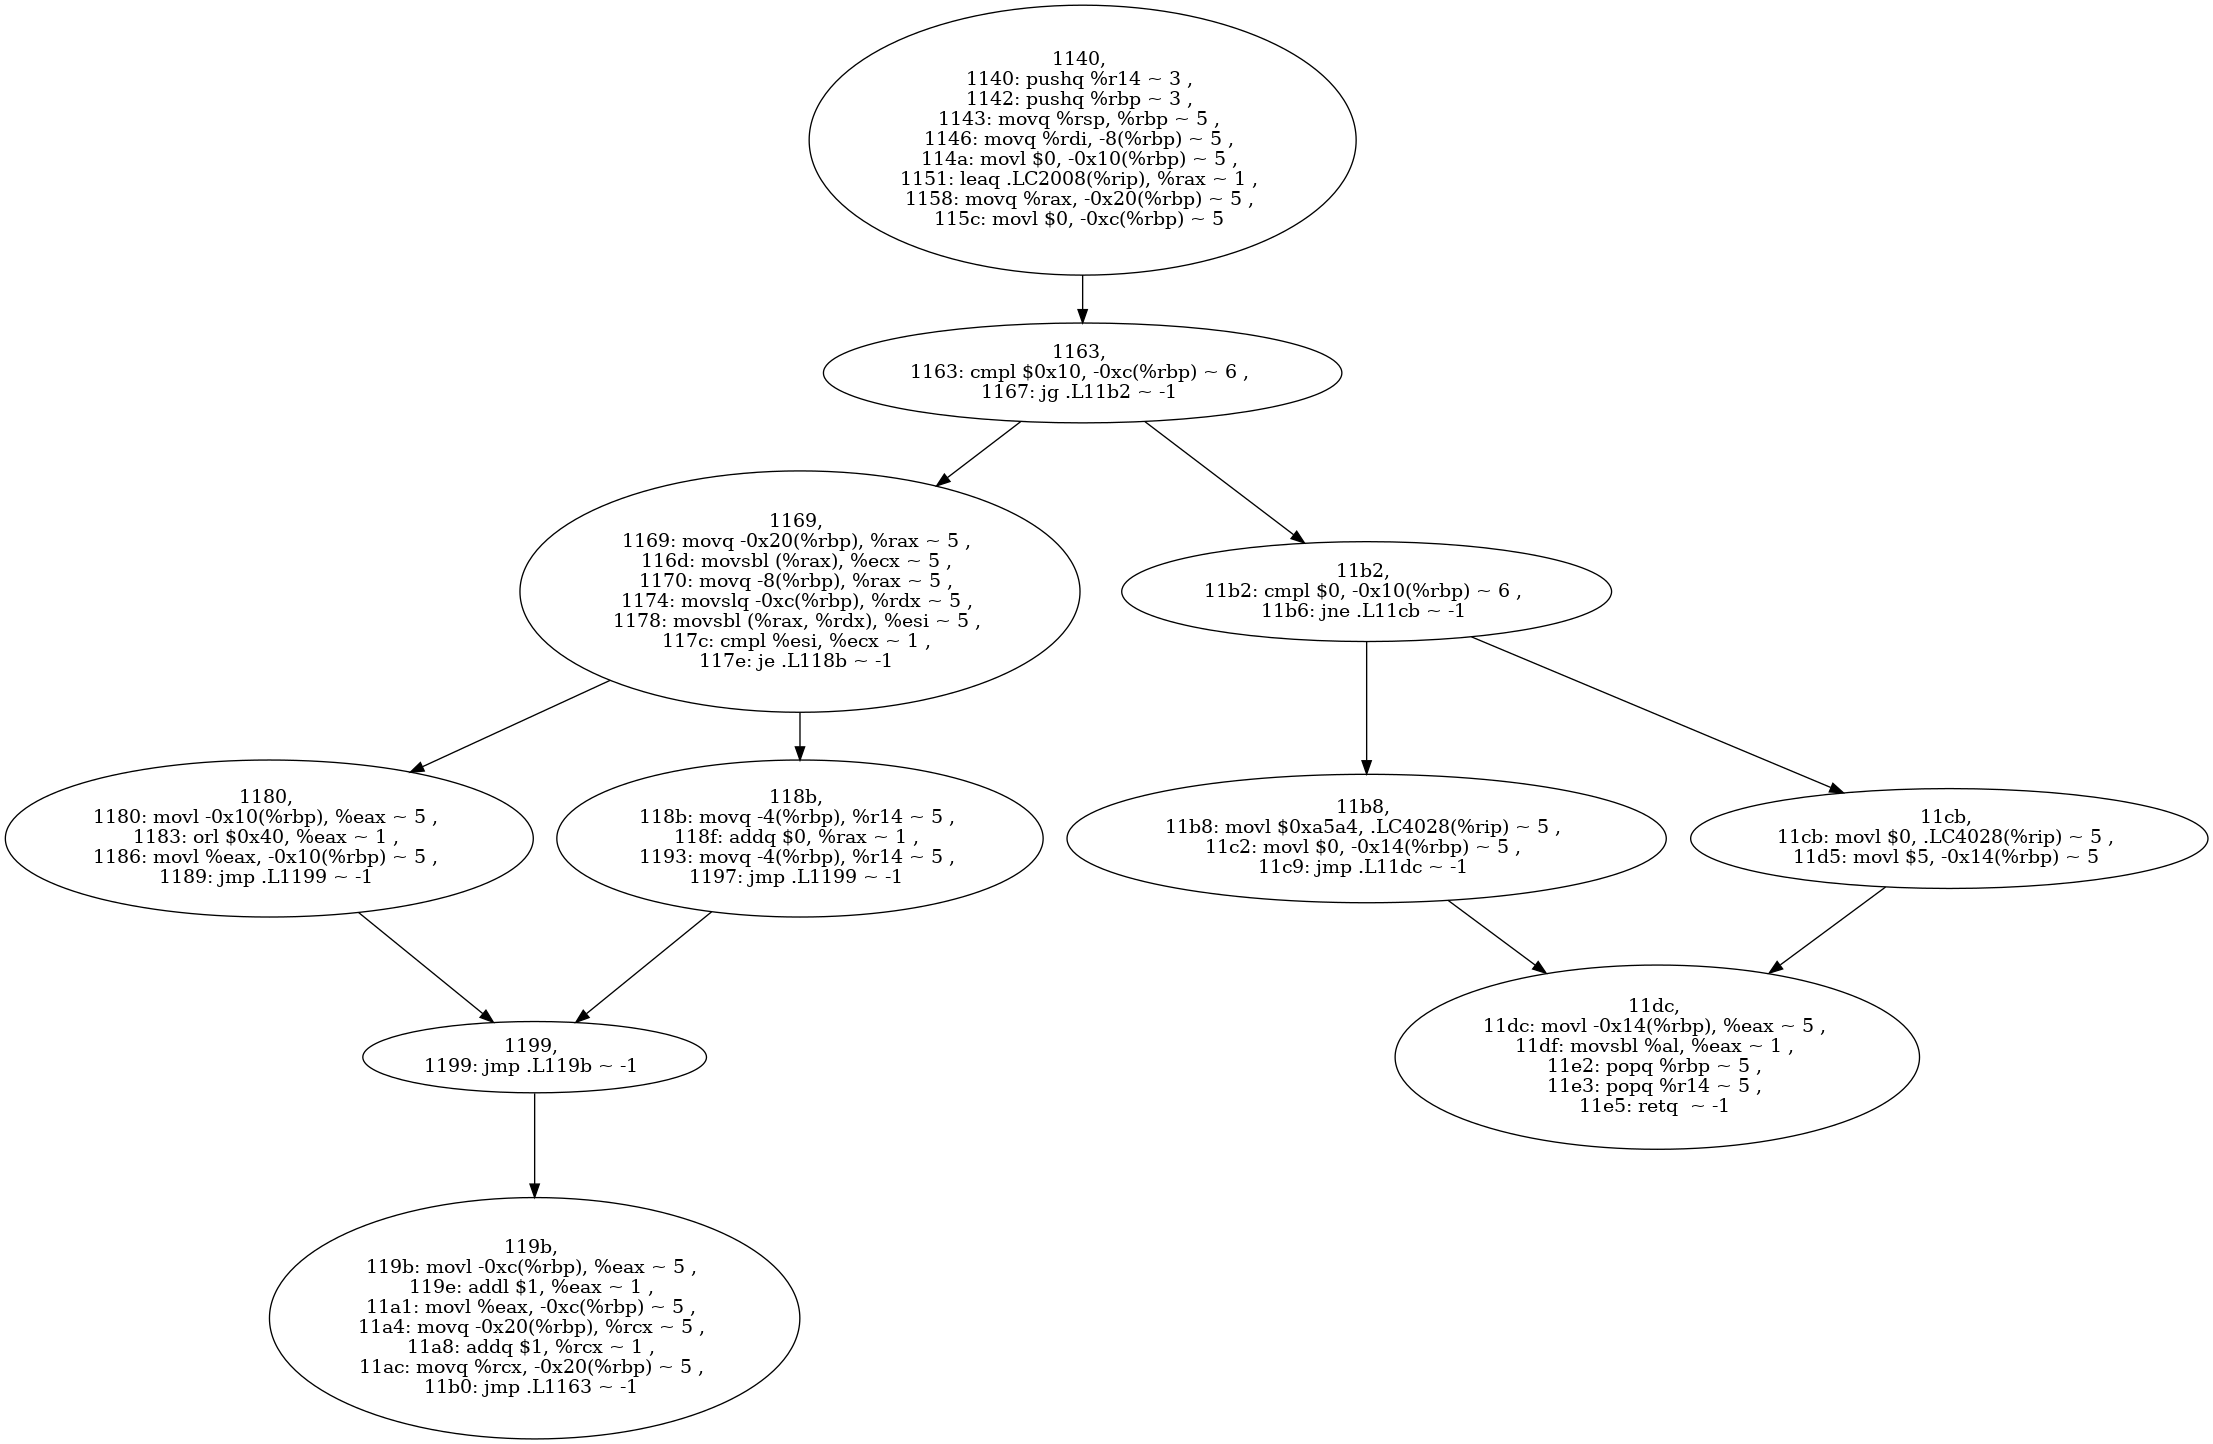 1140,
1140: pushq %r14 ~ 3 ,
1142: pushq %rbp ~ 3 ,
1143: movq %rsp, %rbp ~ 5 ,
1146: movq %rdi, -8(%rbp) ~ 5 ,
114a: movl $0, -0x10(%rbp) ~ 5 ,
1151: leaq .LC2008(%rip), %rax ~ 1 ,
1158: movq %rax, -0x20(%rbp) ~ 5 ,
115c: movl $0, -0xc(%rbp) ~ 5
1163,
1163: cmpl $0x10, -0xc(%rbp) ~ 6 ,
1167: jg .L11b2 ~ -1
1169,
1169: movq -0x20(%rbp), %rax ~ 5 ,
116d: movsbl (%rax), %ecx ~ 5 ,
1170: movq -8(%rbp), %rax ~ 5 ,
1174: movslq -0xc(%rbp), %rdx ~ 5 ,
1178: movsbl (%rax, %rdx), %esi ~ 5 ,
117c: cmpl %esi, %ecx ~ 1 ,
117e: je .L118b ~ -1
11b2,
11b2: cmpl $0, -0x10(%rbp) ~ 6 ,
11b6: jne .L11cb ~ -1
1180,
1180: movl -0x10(%rbp), %eax ~ 5 ,
1183: orl $0x40, %eax ~ 1 ,
1186: movl %eax, -0x10(%rbp) ~ 5 ,
1189: jmp .L1199 ~ -1
118b,
118b: movq -4(%rbp), %r14 ~ 5 ,
118f: addq $0, %rax ~ 1 ,
1193: movq -4(%rbp), %r14 ~ 5 ,
1197: jmp .L1199 ~ -1
11b8,
11b8: movl $0xa5a4, .LC4028(%rip) ~ 5 ,
11c2: movl $0, -0x14(%rbp) ~ 5 ,
11c9: jmp .L11dc ~ -1
11cb,
11cb: movl $0, .LC4028(%rip) ~ 5 ,
11d5: movl $5, -0x14(%rbp) ~ 5
1199,
1199: jmp .L119b ~ -1
11dc,
11dc: movl -0x14(%rbp), %eax ~ 5 ,
11df: movsbl %al, %eax ~ 1 ,
11e2: popq %rbp ~ 5 ,
11e3: popq %r14 ~ 5 ,
11e5: retq  ~ -1
119b,
119b: movl -0xc(%rbp), %eax ~ 5 ,
119e: addl $1, %eax ~ 1 ,
11a1: movl %eax, -0xc(%rbp) ~ 5 ,
11a4: movq -0x20(%rbp), %rcx ~ 5 ,
11a8: addq $1, %rcx ~ 1 ,
11ac: movq %rcx, -0x20(%rbp) ~ 5 ,
11b0: jmp .L1163 ~ -1